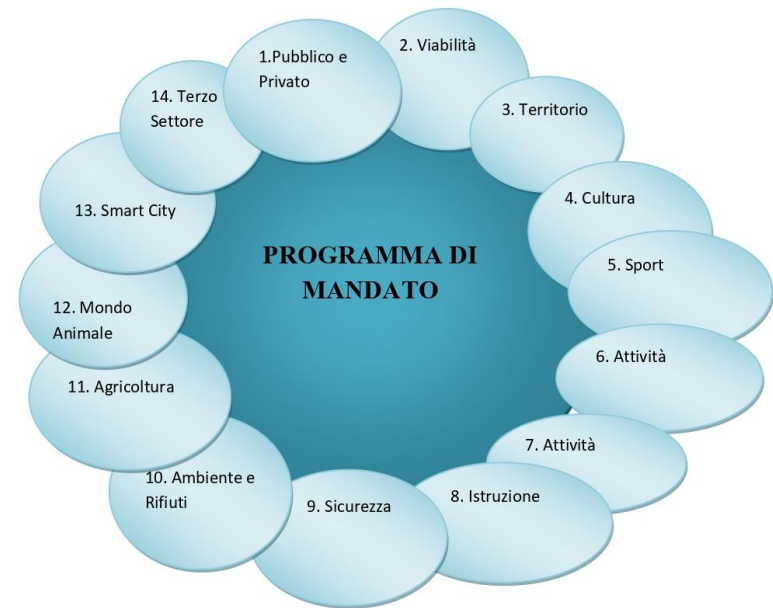 PROGRAMMA DI
MANDATO
1.Pubblico e
Privato
2. Viabilità
3. Territorio
4. Cultura
5. Sport
6. Attività
7. Attività
8. Istruzione
9. Sicurezza
10. Ambiente e
Rifiuti
11. Agricoltura
12. Mondo
Animale
13. Smart City
14. Terzo
Settore